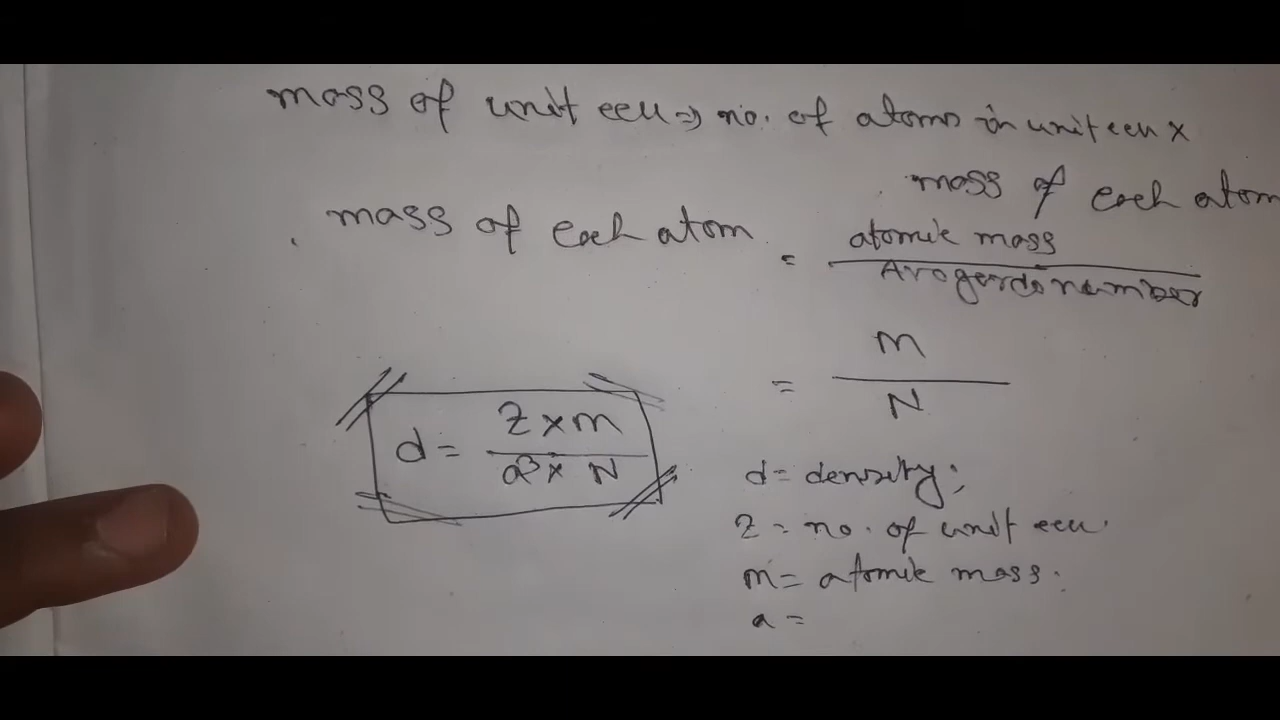 mass of unit cell ⇒ no. of atoms in unit cell x
mass of each atom
mass of each atom = atomic mass / Avogerdo number
= m / N
d = Z x m / a³ x N
d = density;
Z = no. of unit cell.
m = atomic mass.
a =